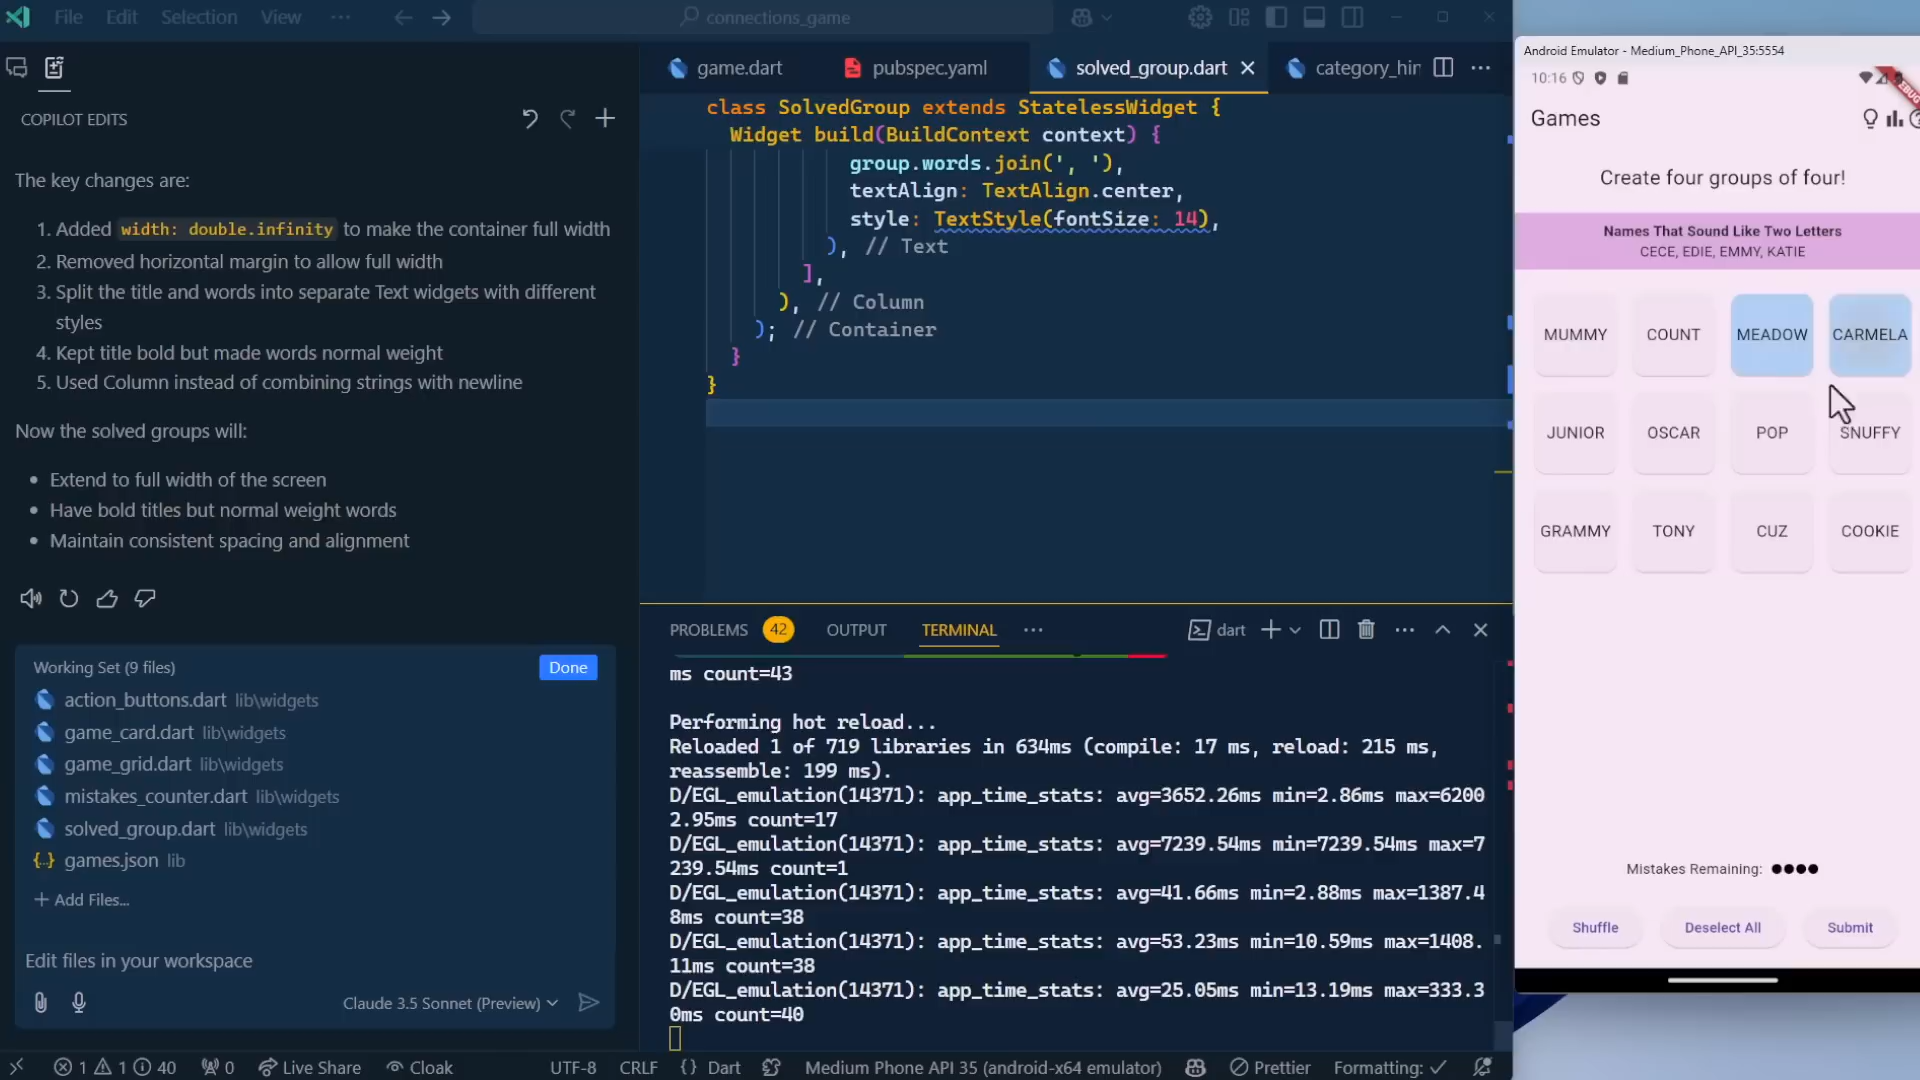 File Edit Selection View ···
connections_game
COPILOT EDITS
The key changes are:
1. Added width: double.infinity to make the container full width
2. Removed horizontal margin to allow full width
3. Split the title and words into separate Text widgets with different
styles
4. Kept title bold but made words normal weight
5. Used Column instead of combining strings with newline
Now the solved groups will:
• Extend to full width of the screen
• Have bold titles but normal weight words
• Maintain consistent spacing and alignment
Working Set (9 files)
Done
action_buttons.dart lib\widgets
game_card.dart lib\widgets
game_grid.dart lib\widgets
mistakes_counter.dart lib\widgets
solved_group.dart lib\widgets
{..} games.json lib
+ Add Files...
Edit files in your workspace
Claude 3.5 Sonnet (Preview)
game.dart pubspec.yaml solved_group.dart category_hin
class SolvedGroup extends StatelessWidget {
Widget build(BuildContext context) {
group.words.join(', '),
textAlign: TextAlign.center,
style: TextStyle(fontSize: 14),
), // Text
],
), // Column
); // Container
}
}
PROBLEMS 42 OUTPUT TERMINAL ··· dart
ms count=43
Performing hot reload...
Reloaded 1 of 719 libraries in 634ms (compile: 17 ms, reload: 215 ms,
reassemble: 199 ms).
D/EGL_emulation(14371): app_time_stats: avg=3652.26ms min=2.86ms max=6200
2.95ms count=17
D/EGL_emulation(14371): app_time_stats: avg=7239.54ms min=7239.54ms max=7
239.54ms count=1
D/EGL_emulation(14371): app_time_stats: avg=41.66ms min=2.88ms max=1387.4
8ms count=38
D/EGL_emulation(14371): app_time_stats: avg=53.23ms min=10.59ms max=1408.
11ms count=38
D/EGL_emulation(14371): app_time_stats: avg=25.05ms min=13.19ms max=333.3
0ms count=40
1 1 40 0 Live Share Cloak UTF-8 CRLF {} Dart Medium Phone API 35 (android-x64 emulator) Prettier Formatting: ✓
Android Emulator - Medium_Phone_API_35:5554
10:16
Games
Create four groups of four!
Names That Sound Like Two Letters
CECE, EDIE, EMMY, KATIE
MUMMY COUNT MEADOW CARMELA
JUNIOR OSCAR POP SNUFFY
GRAMMY TONY CUZ COOKIE
Mistakes Remaining: ●●●●
Shuffle Deselect All Submit